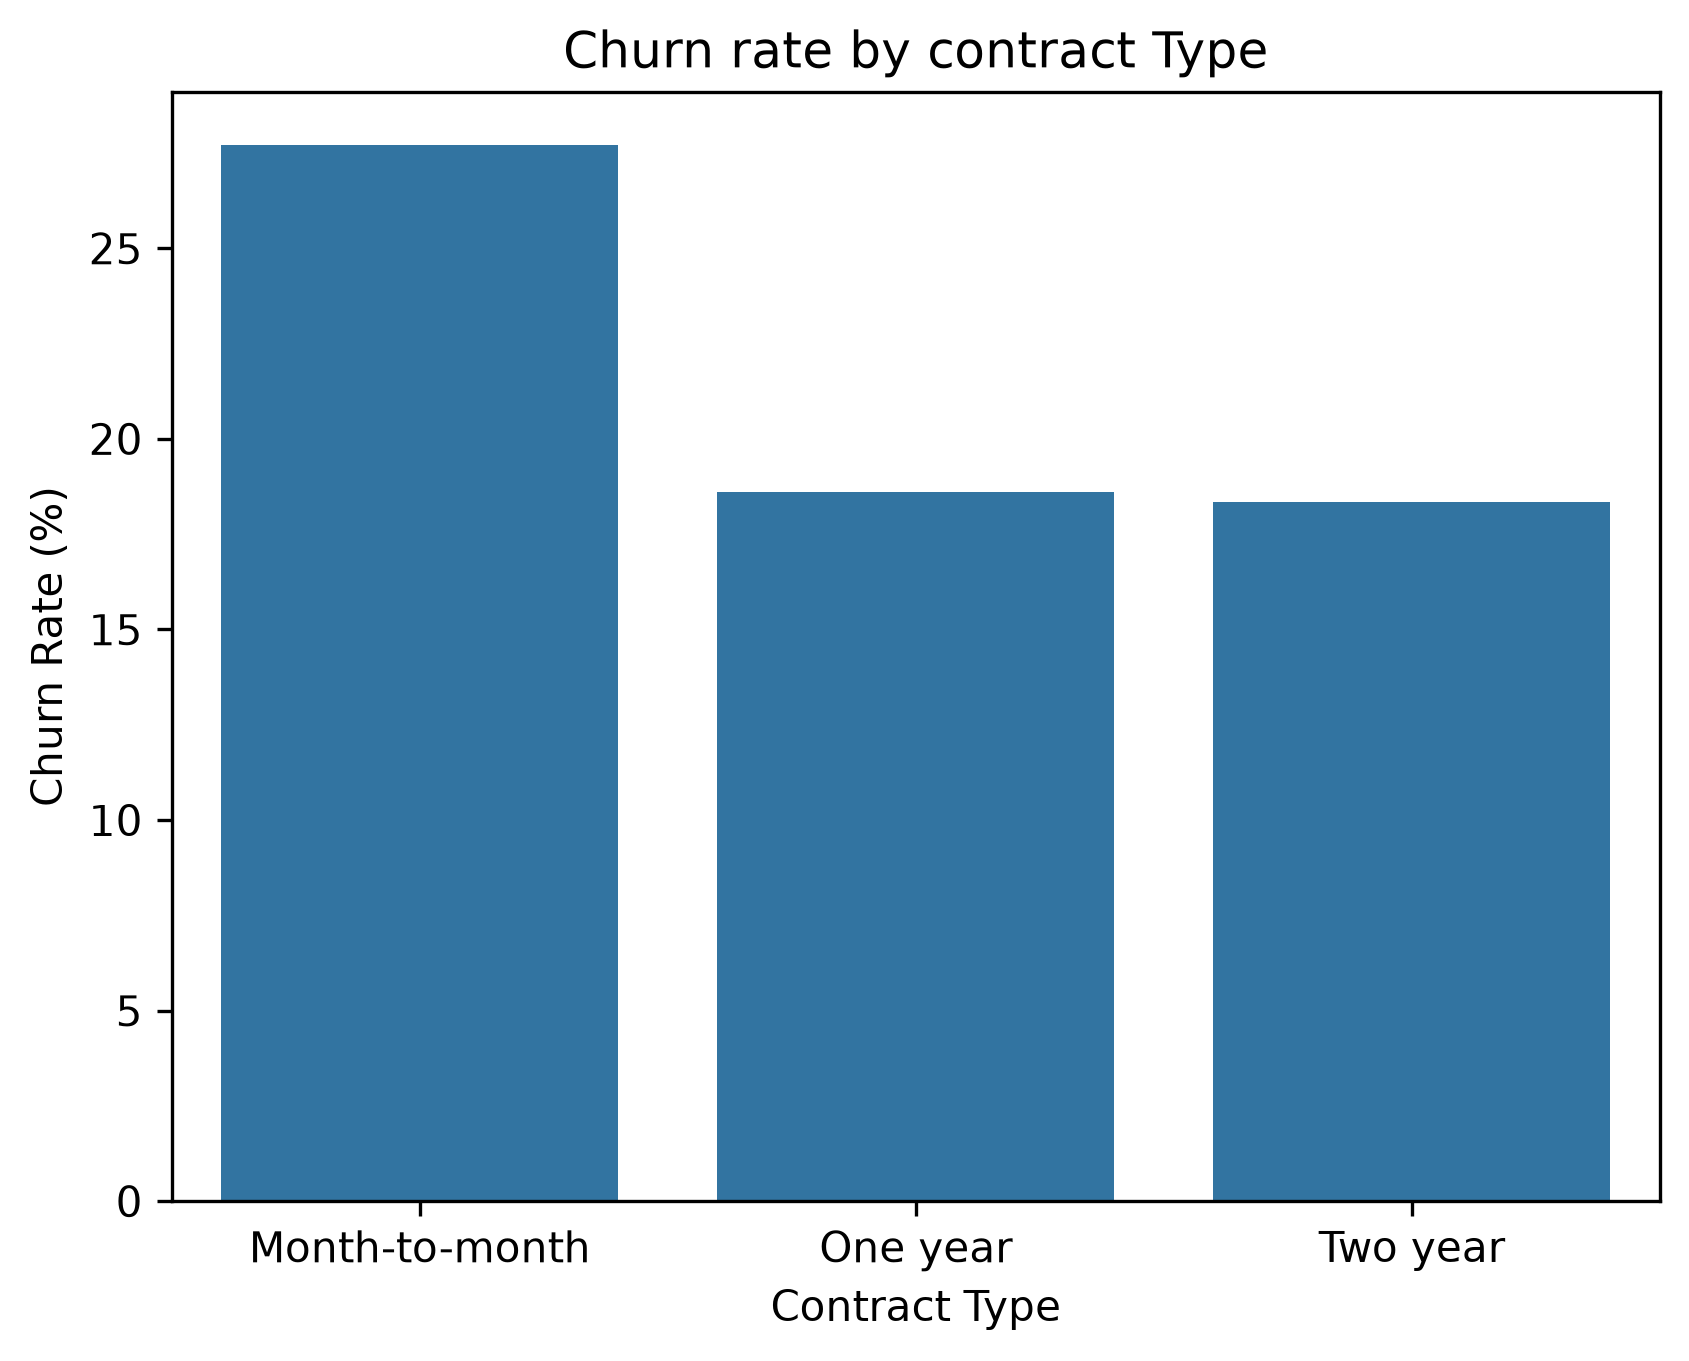 Churn rate by contract Type
Churn Rate (%)
25
20
15
10
5
0
Month-to-month One year Two year
Contract Type